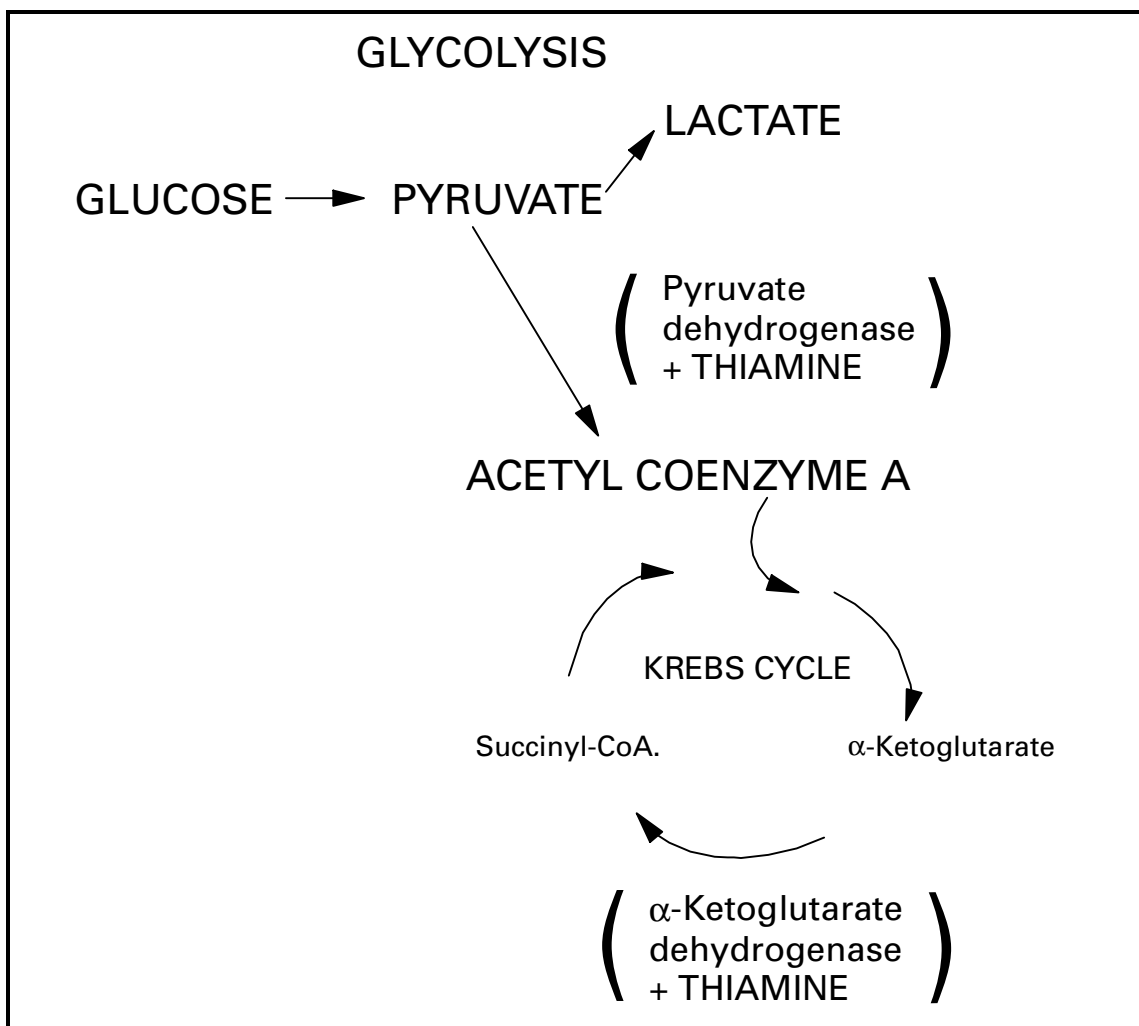 GLYCOLYSIS
LACTATE
GLUCOSE
PYRUVATE
Pyruvate
dehydrogenase
+ THIAMINE
ACETYL COENZYME A
KREBS CYCLE
Succinyl-CoA.
α-Ketoglutarate
α-Ketoglutarate
dehydrogenase
+ THIAMINE